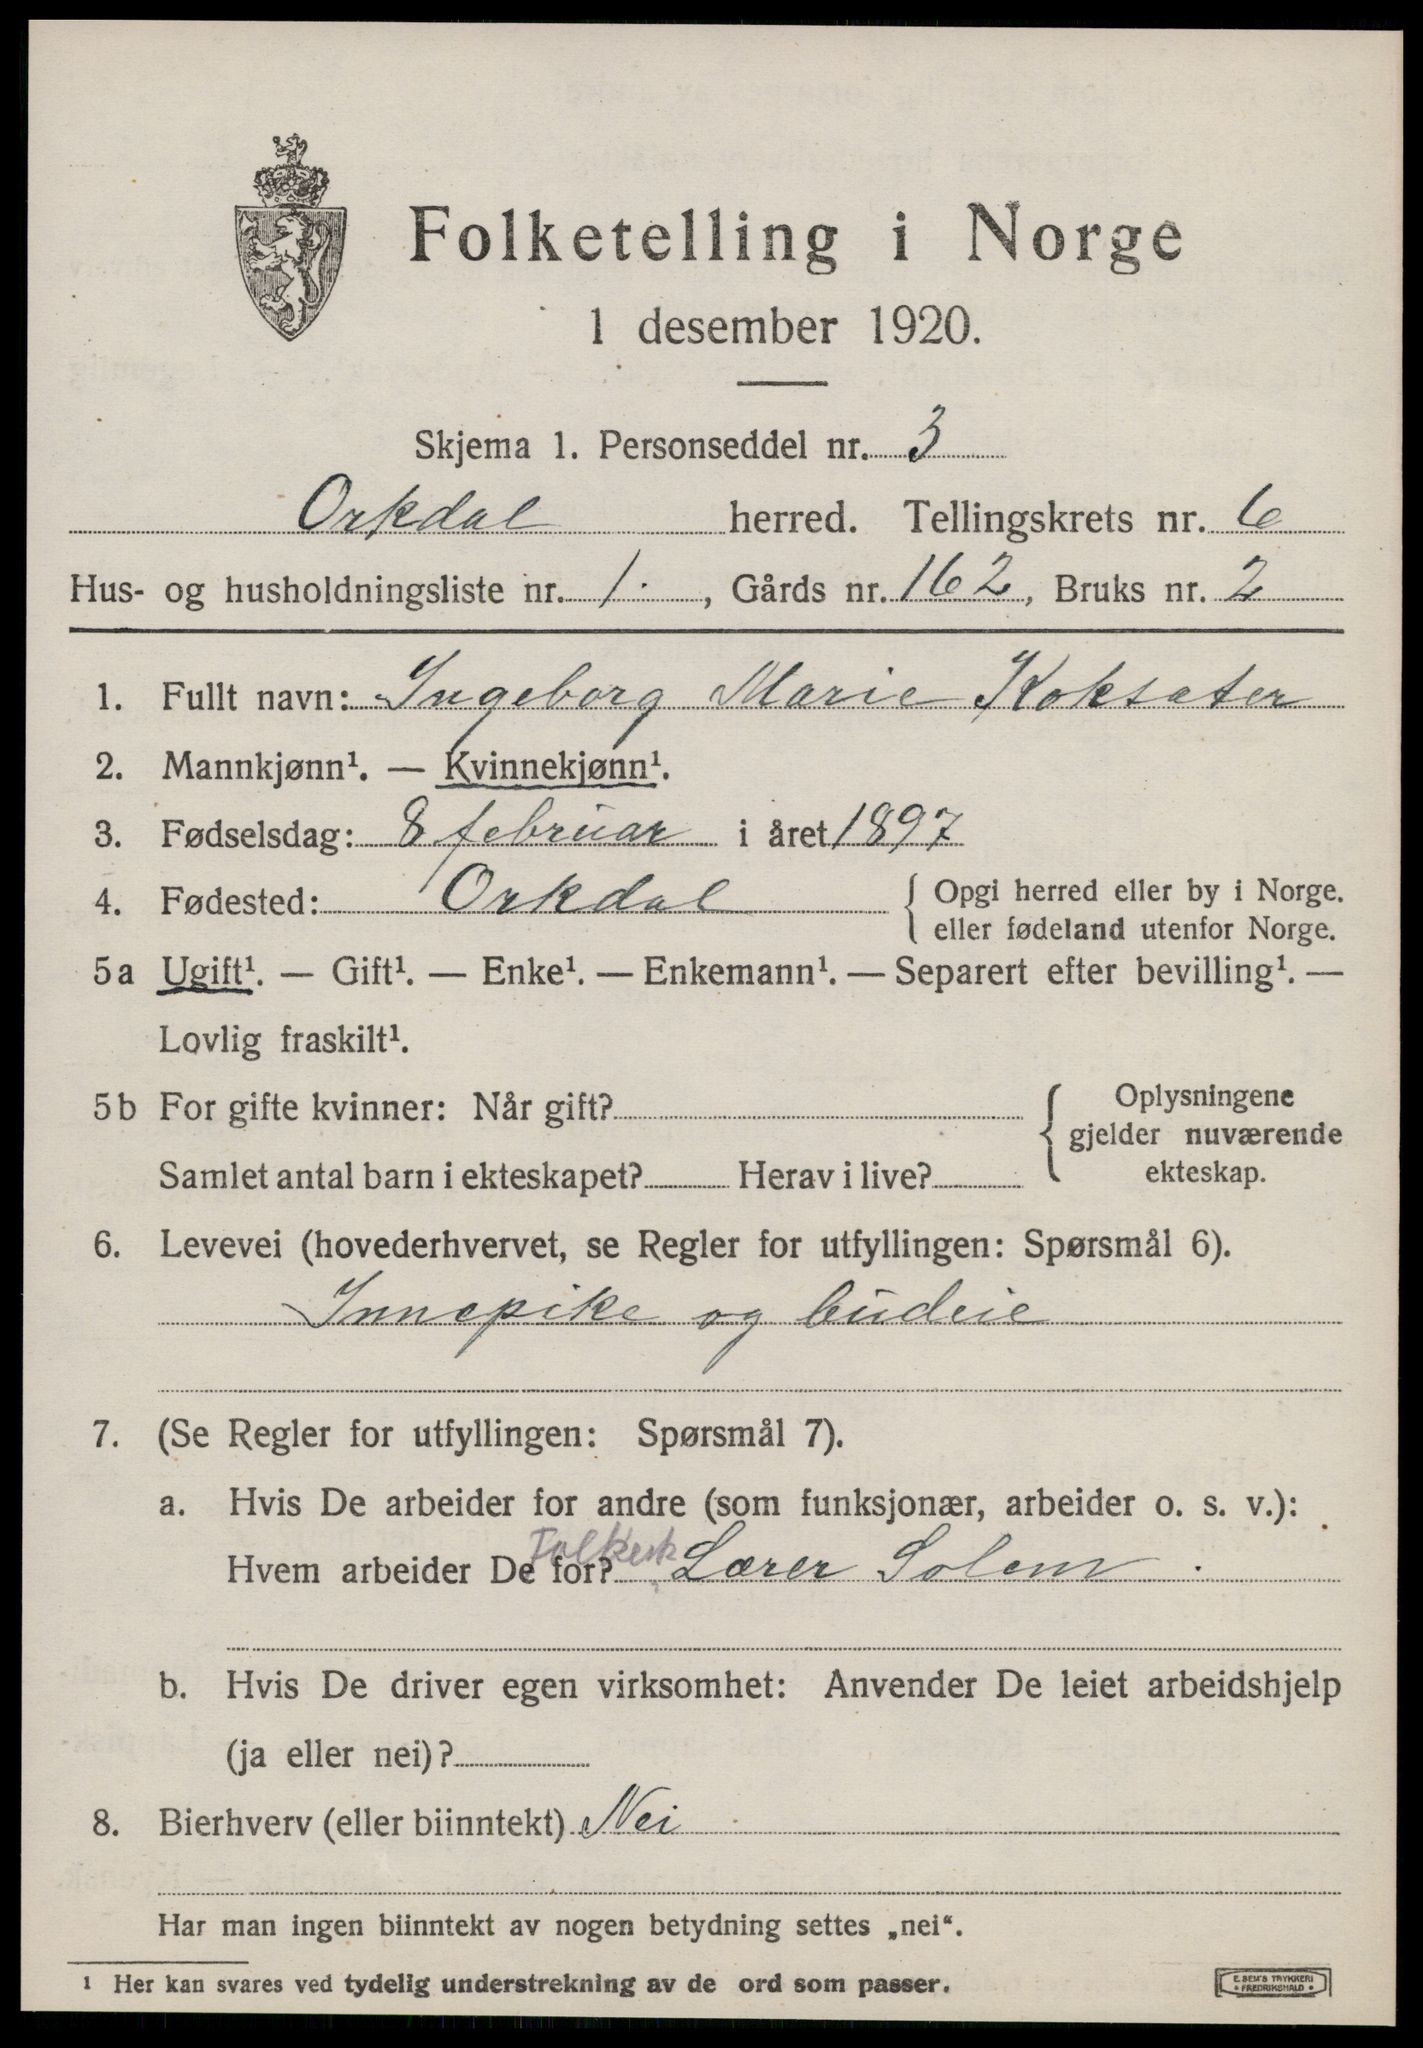 Folketelling i Norge
1 desember 1920.
Skjema 1. Personseddel nr. 3
Orkdal herred. Tellingskrets nr. 6
Hus- og husholdningsliste nr. 1. , Gårds nr. 162, Bruks nr. 2
1. Fullt navn: Ingeborg Marie Koksæter
2. Mannkjønn¹. — Kvinnekjønn¹.
3. Fødselsdag: 8 februar i året 1897
4. Fødested: Orkdal { Opgi herred eller by i Norge.
eller fødeland utenfor Norge.
5a Ugift¹. — Gift¹. — Enke¹. — Enkemann¹. — Separert efter bevilling¹. —
Lovlig fraskilt¹.
5b For gifte kvinner: Når gift? { Oplysningene
gjelder nuværende
Samlet antal barn i ekteskapet? Herav i live? ekteskap.
6. Levevei (hovederhvervet, se Regler for utfyllingen: Spørsmål 6).
Innepike og budeie
7. (Se Regler for utfyllingen: Spørsmål 7).
a. Hvis De arbeider for andre (som funksjonær, arbeider o. s. v.):
Folkesk
Hvem arbeider De for? Lærer Solem .
b. Hvis De driver egen virksomhet: Anvender De leiet arbeidshjelp
(ja eller nei)?
8. Bierhverv (eller biinntekt) Nei
Har man ingen biinntekt av nogen betydning settes „nei“.
¹ Her kan svares ved tydelig understrekning av de ord som passer.
E. SEM'S TRYKKERI
• FREDRIKSHALD •